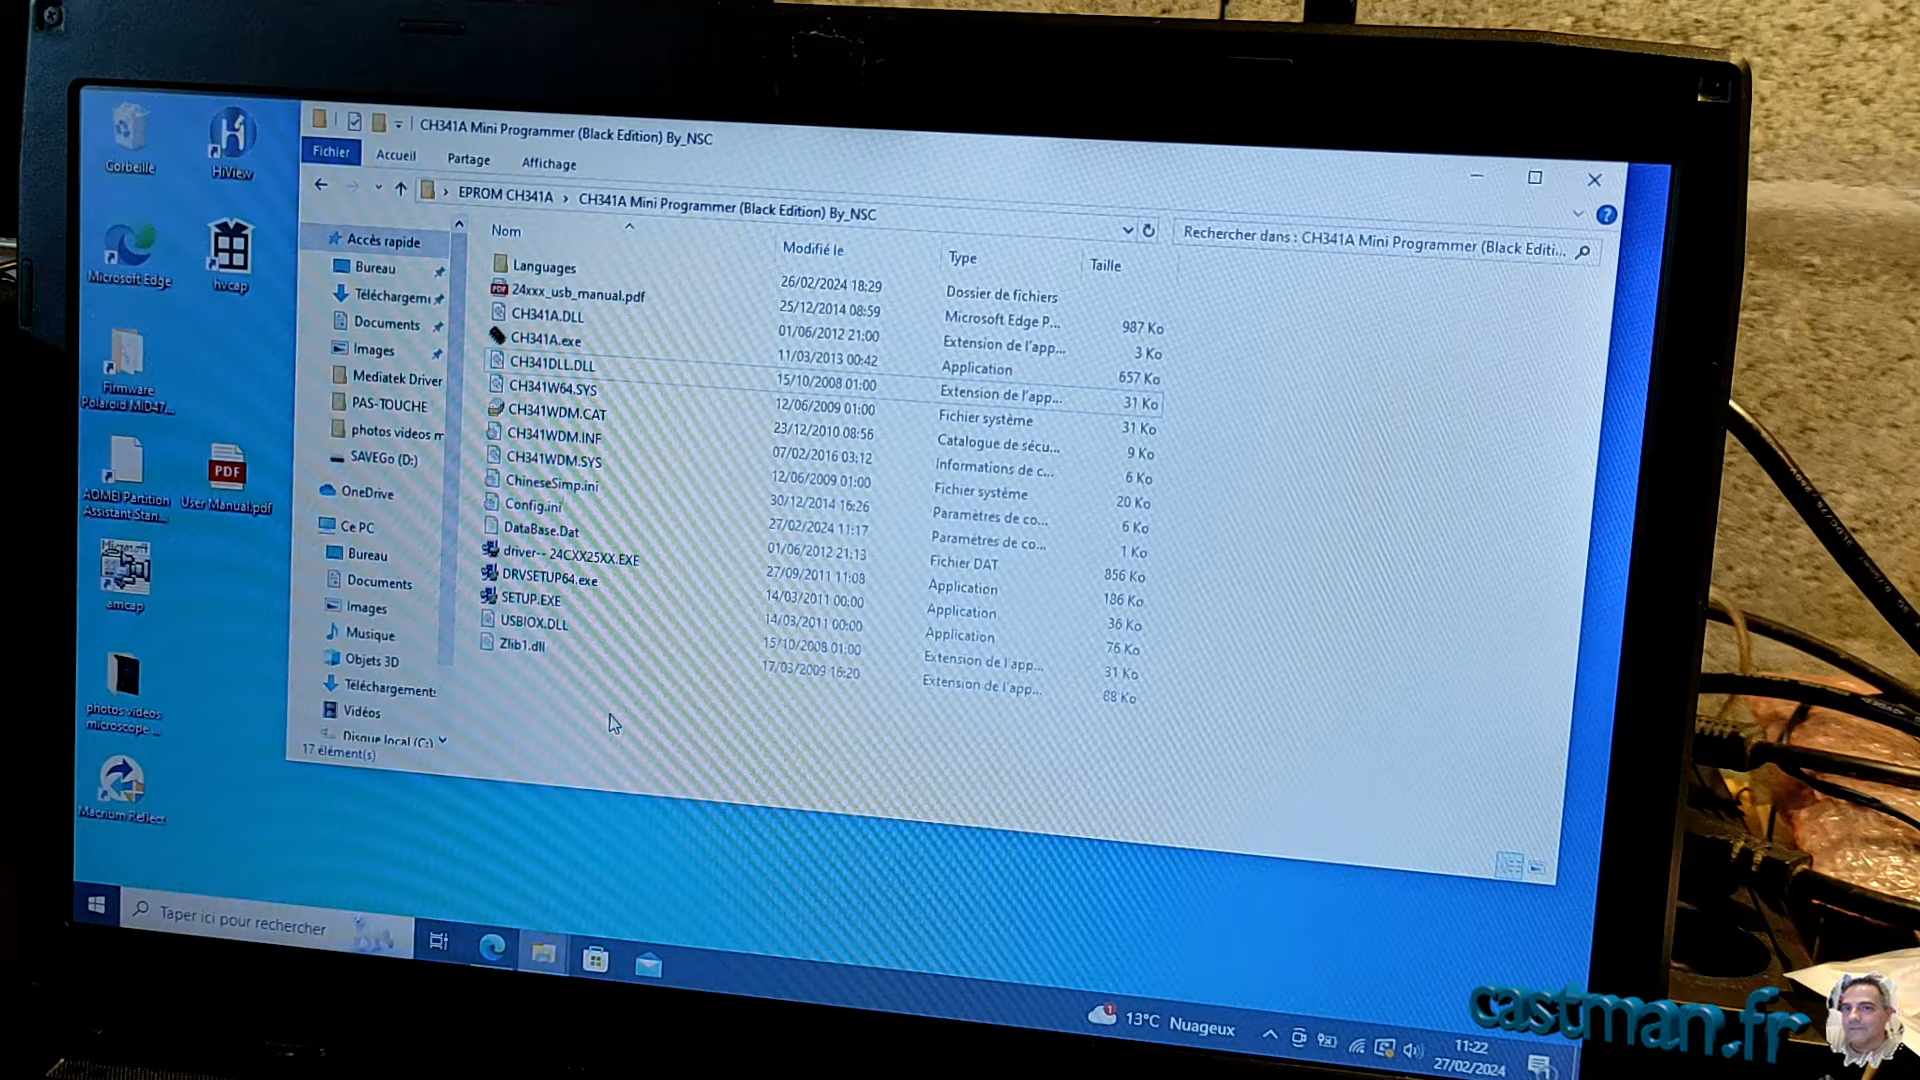 CH341A Mini Programmer (Black Edition) By_NSC
Fichier Accueil Partage Affichage
EPROM CH341A › CH341A Mini Programmer (Black Edition) By_NSC
Rechercher dans : CH341A Mini Programmer (Black Editi...
Nom Modifié le Type Taille
Languages 26/02/2024 18:29 Dossier de fichiers
24xxx_usb_manual.pdf 25/12/2014 08:59 Microsoft Edge P... 987 Ko
CH341A.DLL 01/06/2012 21:00 Extension de l'app... 3 Ko
CH341A.exe 11/03/2013 00:42 Application 657 Ko
CH341DLL.DLL 15/10/2008 01:00 Extension de l'app... 31 Ko
CH341W64.SYS 12/06/2009 01:00 Fichier système 31 Ko
CH341WDM.CAT 23/12/2010 08:56 Catalogue de sécu... 9 Ko
CH341WDM.INF 07/02/2016 03:12 Informations de c... 6 Ko
CH341WDM.SYS 12/06/2009 01:00 Fichier système 20 Ko
ChineseSimp.ini 30/12/2014 16:26 Paramètres de co... 6 Ko
Config.ini 27/02/2024 11:17 Paramètres de co... 1 Ko
DataBase.Dat 01/06/2012 21:13 Fichier DAT 856 Ko
driver-- 24CXX25XX.EXE 27/09/2011 11:08 Application 186 Ko
DRVSETUP64.exe 14/03/2011 00:00 Application 36 Ko
SETUP.EXE 14/03/2011 00:00 Application 76 Ko
USBIOX.DLL 15/10/2008 01:00 Extension de l'app... 31 Ko
Zlib1.dll 17/03/2009 16:20 Extension de l'app... 88 Ko
Accès rapide
Bureau
Téléchargem
Documents
Images
Mediatek Driver
PAS-TOUCHE
photos videos m
SAVEGo (D:)
OneDrive
Ce PC
Bureau
Documents
Images
Musique
Objets 3D
Téléchargements
Vidéos
Disque local (C:)
17 élément(s)
Corbeille
HiView
Microsoft Edge
hvcap
Firmware
Polaroid MID47...
AOMEI Partition
Assistant Stan...
PDF
User Manual.pdf
Microsoft
amcap
photos videos
microscope ...
Macrium Reflect
Taper ici pour rechercher
1
13°C Nuageux
11:22
27/02/2024
1
castman.fr